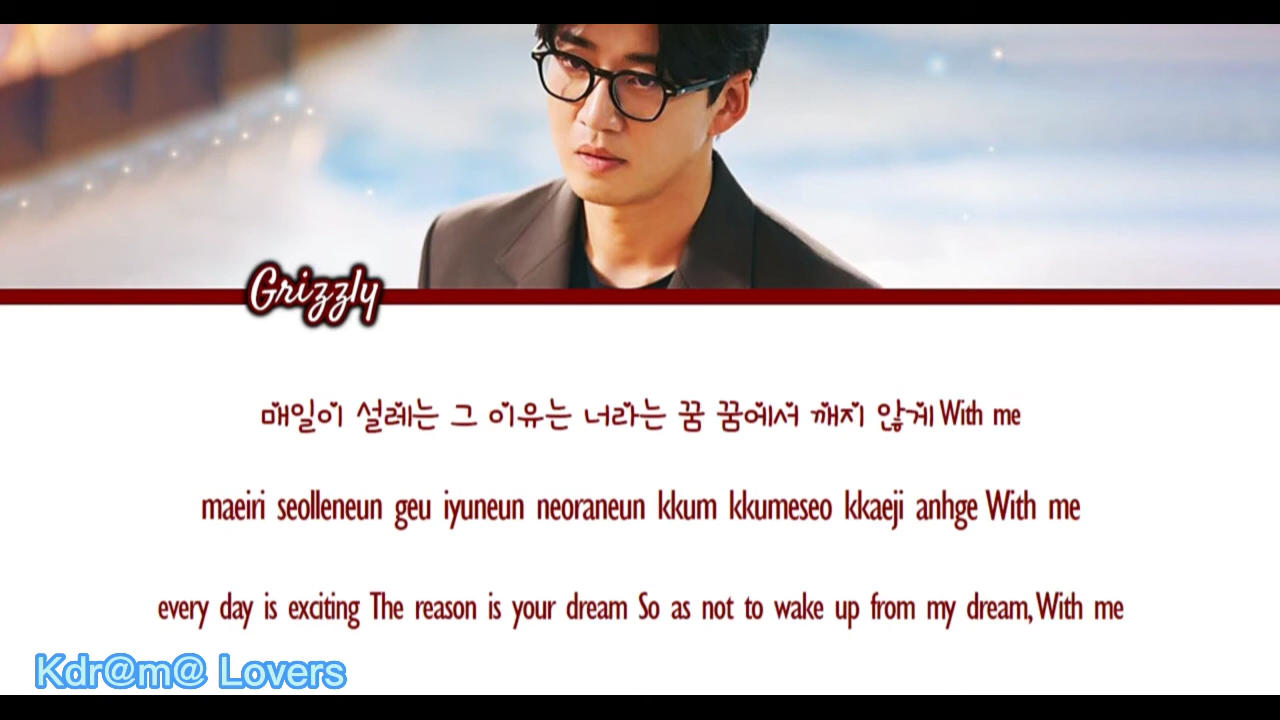 Grizzly
매일이 설레는 그 이유는 너라는 꿈 꿈에서 깨지 않게 With me
maeiri seolleneun geu iyuneun neoraneun kkum kkumeseo kkaeji anhge With me
every day is exciting The reason is your dream So as not to wake up from my dream, With me
Kdr@m@ Lovers